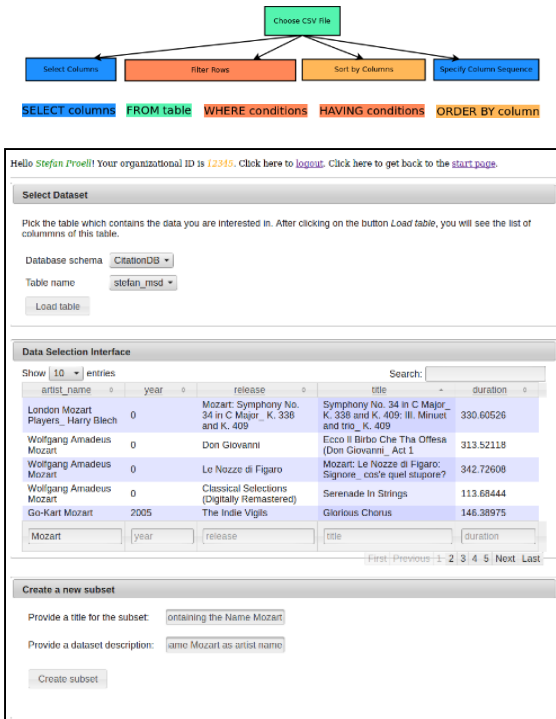 Choose CSV File
Select Columns
Filter Rows
Sort by Columns
Specify Column Sequence
SELECT columns FROM table WHERE conditions HAVING conditions ORDER BY column
Hello Stefan Proell! Your organizational ID is 12345. Click here to logout. Click here to get back to the start page.
Select Dataset
Pick the table which contains the data you are interested in. After clicking on the button Load table, you will see the list of
colummns of this table.
Database schema CitationDB
Table name stefan_msd
Load table
Data Selection Interface
Show 10 entries Search:
artist_name year release title duration
London Mozart Players_ Harry Blech 0 Mozart: Symphony No. 34 in C Major_ K. 338 and K. 409 Symphony No. 34 in C Major_ K. 338 and K. 409: III. Minuet and trio_ K. 409 330.60526
Wolfgang Amadeus Mozart 0 Don Giovanni Ecco Il Birbo Che Tha Offesa (Don Giovanni_ Act 1 313.52118
Wolfgang Amadeus Mozart 0 Le Nozze di Figaro Mozart: Le Nozze di Figaro: Signore_ cos'e quel stupore? 342.72608
Wolfgang Amadeus Mozart 0 Classical Selections (Digitally Remastered) Serenade In Strings 113.68444
Go-Kart Mozart 2005 The Indie Vigils Glorious Chorus 146.38975
Mozart year release title duration
First Previous 1 2 3 4 5 Next Last
Create a new subset
Provide a title for the subset: ontaining the Name Mozart
Provide a dataset description: ame Mozart as artist name
Create subset